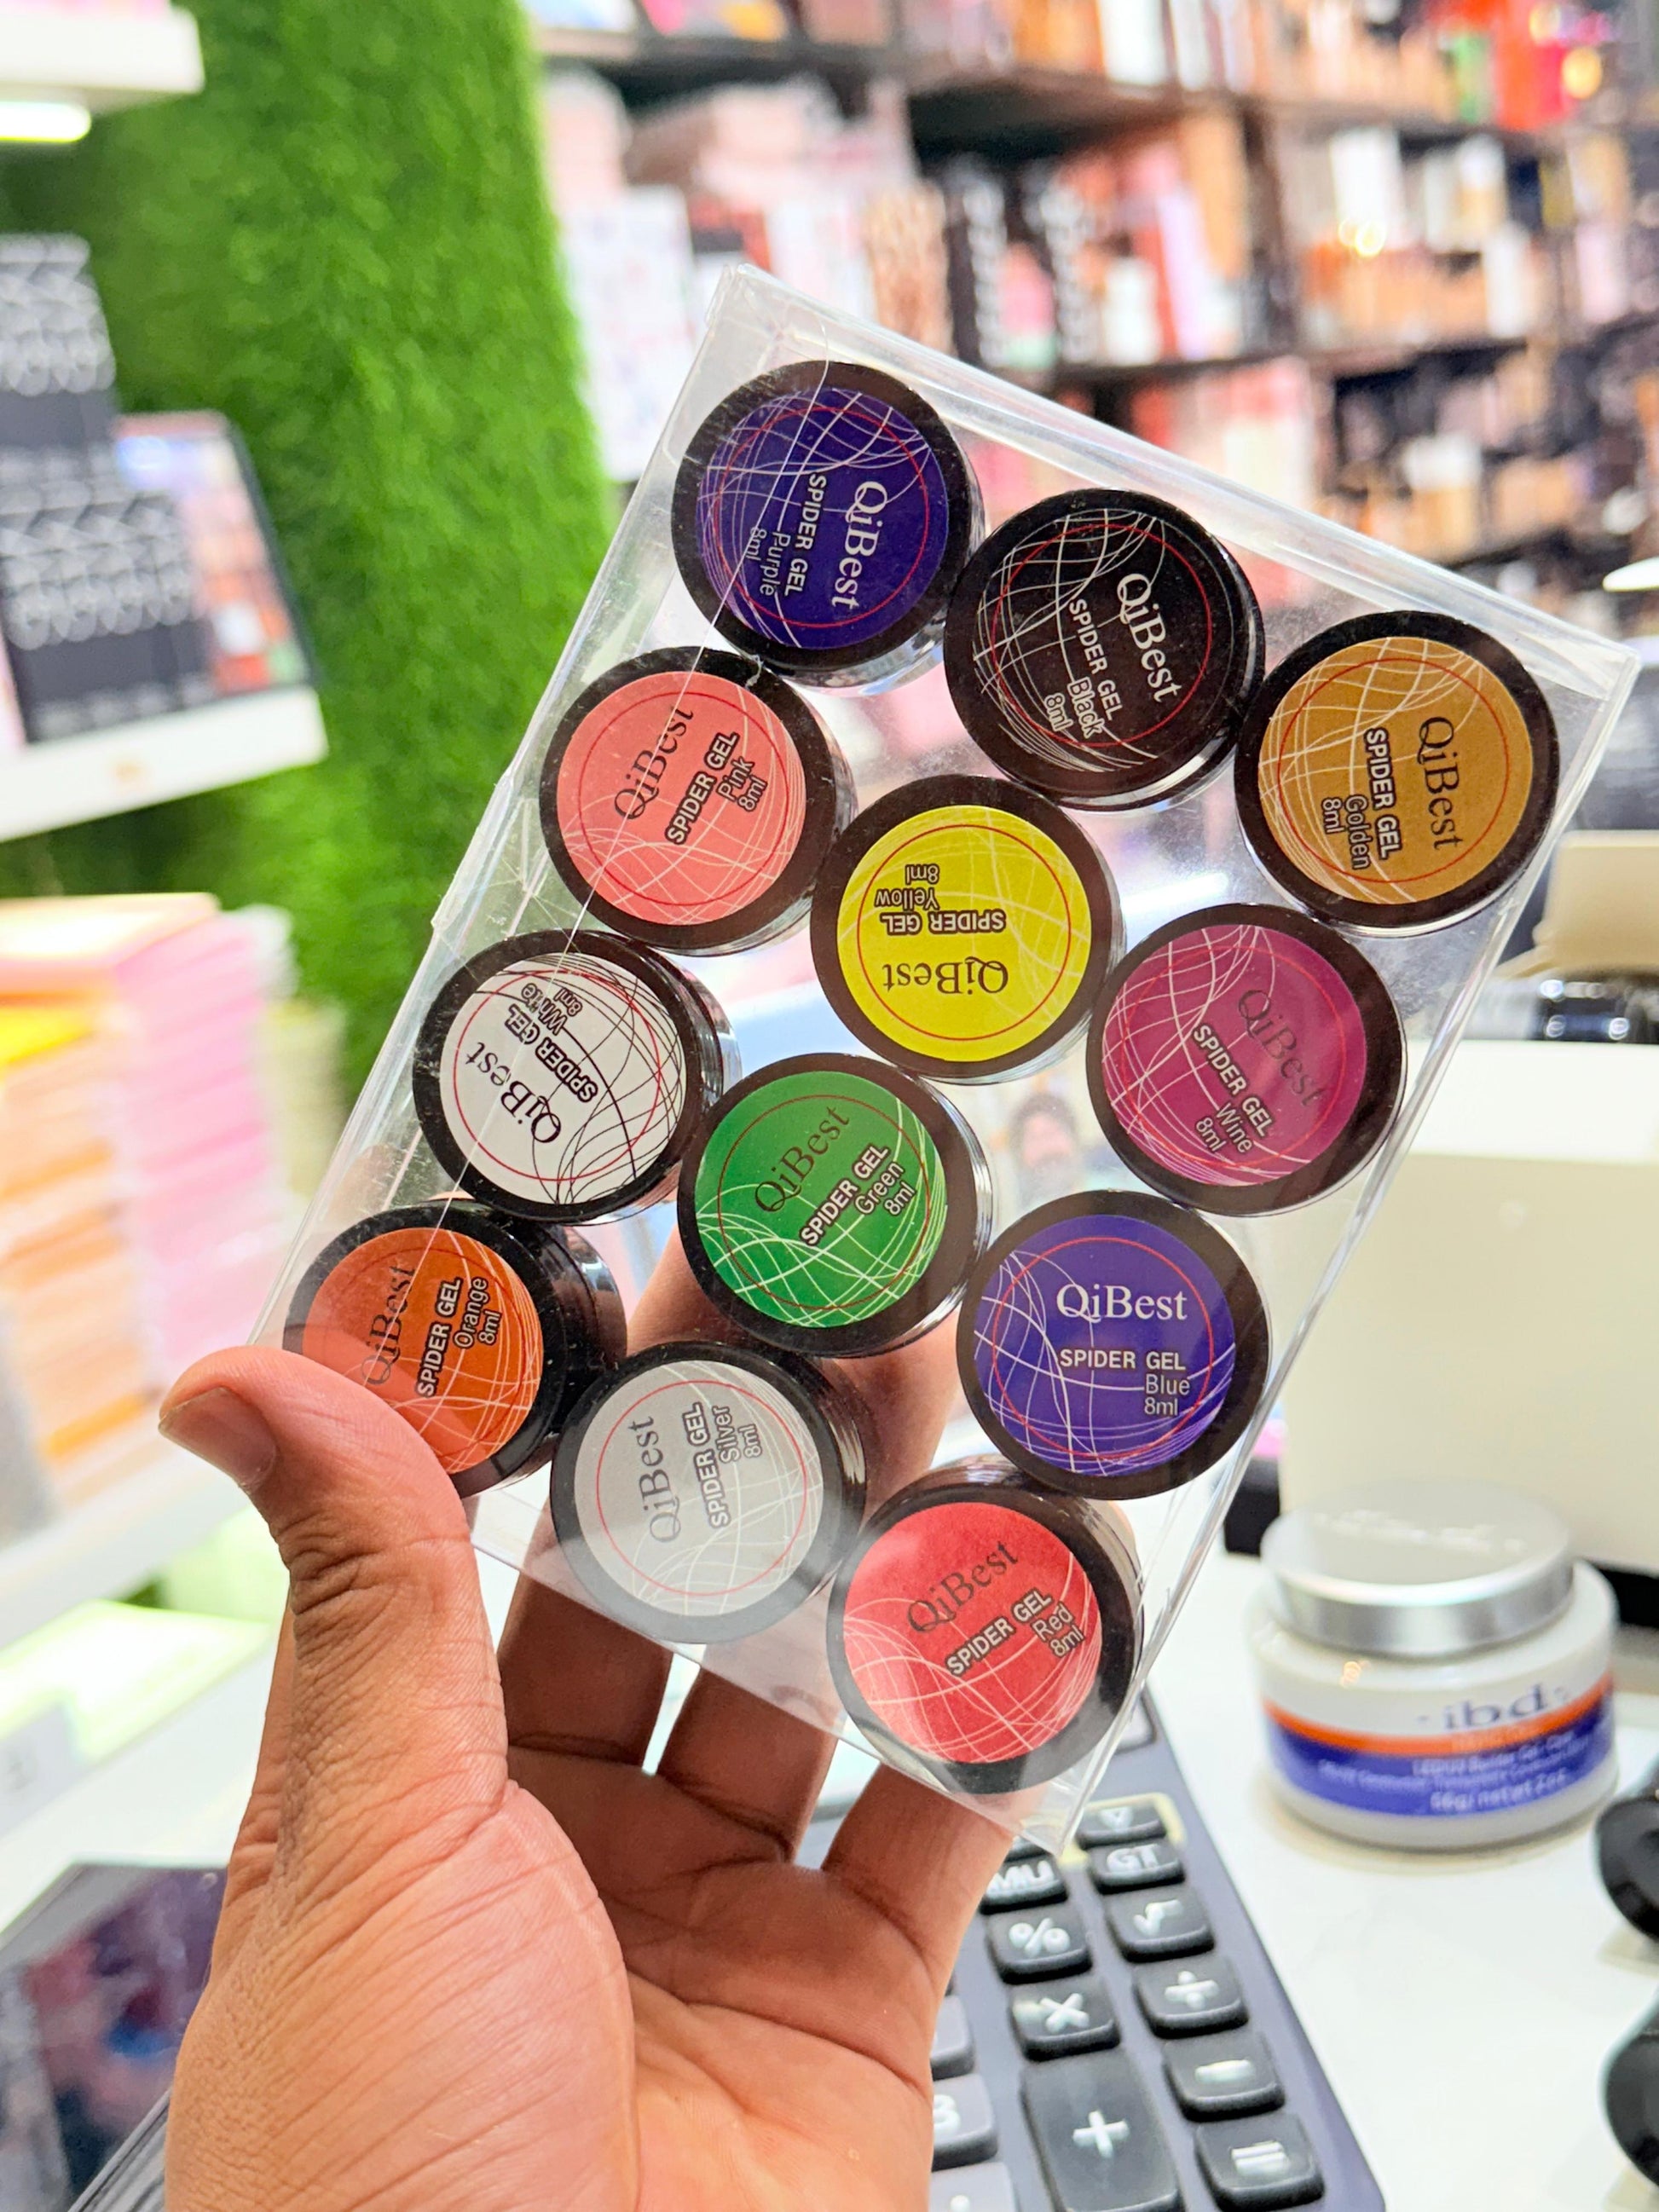 QiBest
SPIDER GEL
Purple
8ml
QiBest
SPIDER GEL
Black
8ml
QiBest
SPIDER GEL
Golden
8ml
QiBest
SPIDER GEL
Pink
8ml
QiBest
SPIDER GEL
Yellow
8ml
QiBest
SPIDER GEL
Wine
8ml
QiBest
SPIDER GEL
White
8ml
QiBest
SPIDER GEL
Green
8ml
QiBest
SPIDER GEL
Blue
8ml
QiBest
SPIDER GEL
Orange
8ml
QiBest
SPIDER GEL
Silver
8ml
QiBest
SPIDER GEL
Red
8ml
ibd
MU
GT
%
√
×
÷
+
=